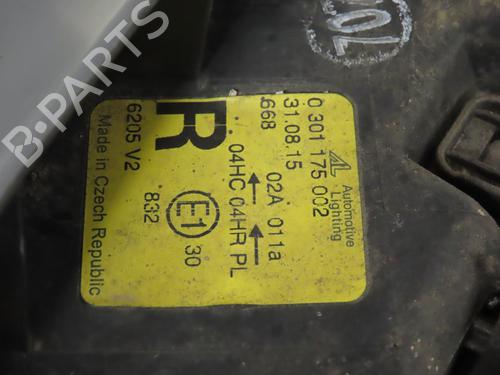 Automotive
Lighting
0 301 175 002
31.08.15
.668
02A 011a
04HC 04HR PL
R
E1
30
832
6205 V2
Made in Czech Republic
B-PARTS